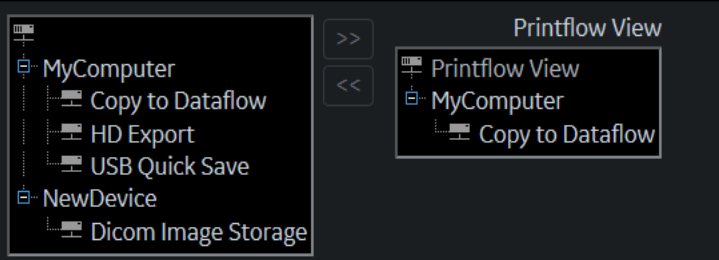 MyComputer
Copy to Dataflow
HD Export
USB Quick Save
NewDevice
Dicom Image Storage
>>
<<
Printflow View
Printflow View
MyComputer
Copy to Dataflow